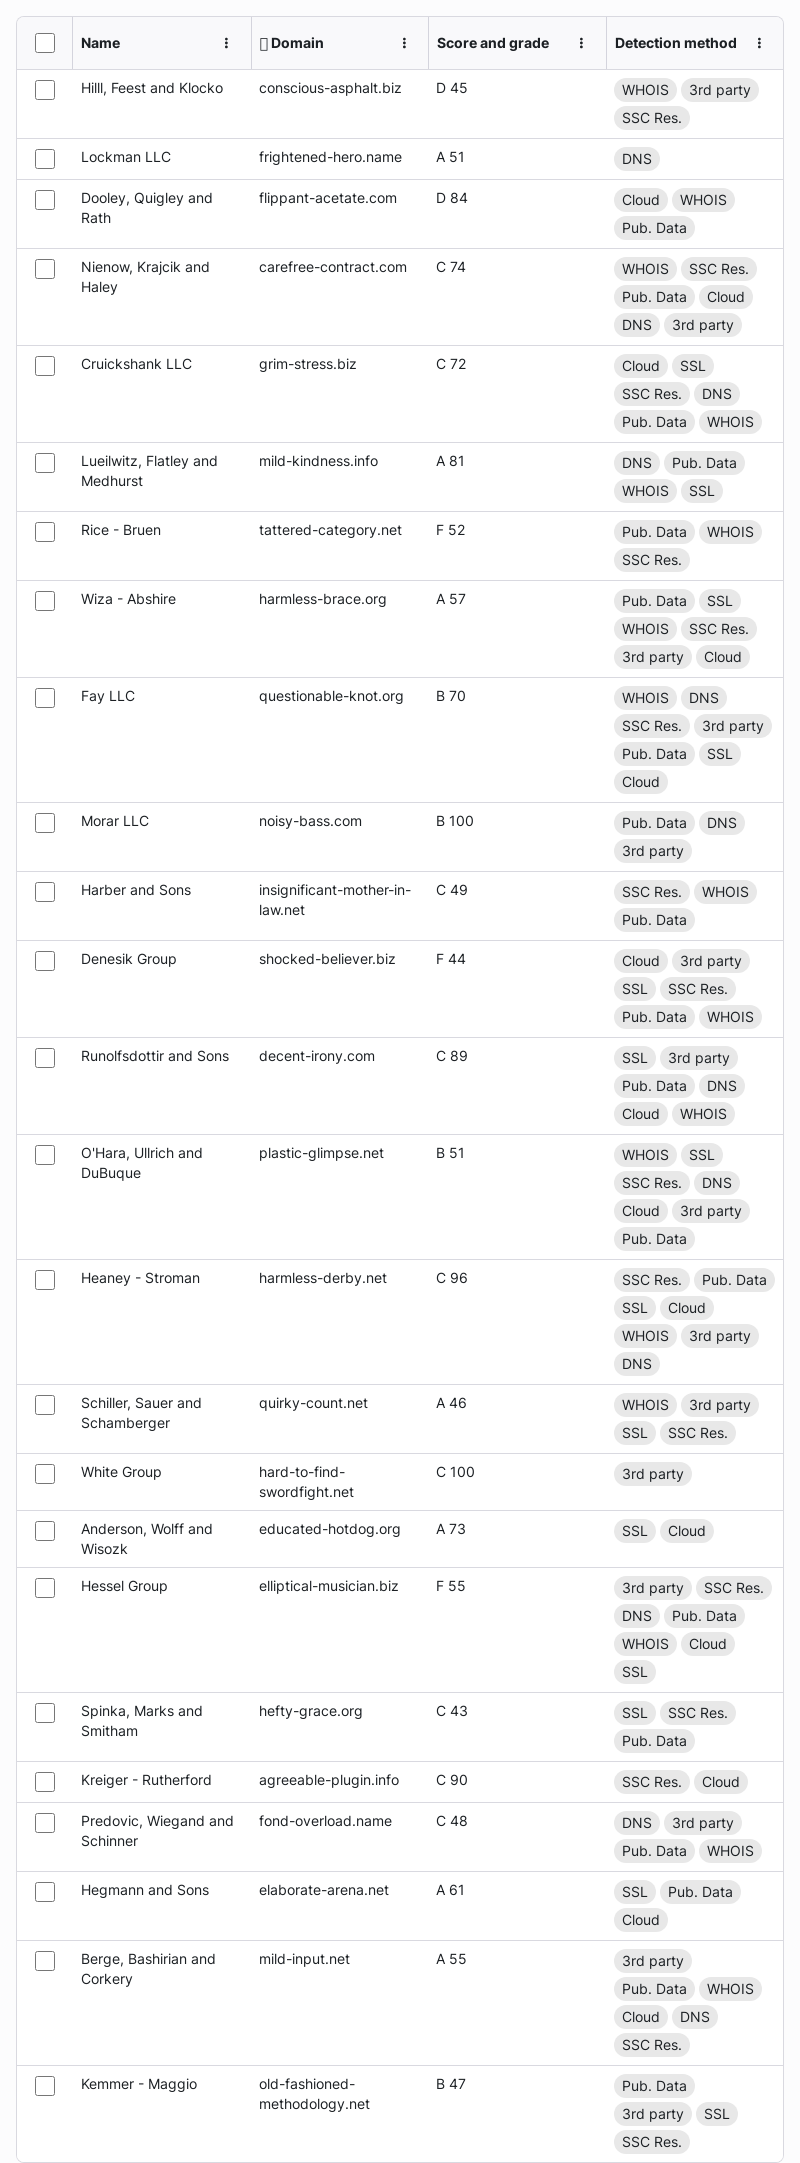 Name Domain Score and grade Detection method
Hilll, Feest and Klocko conscious-asphalt.biz D 45 WHOIS 3rd party
SSC Res.
Lockman LLC frightened-hero.name A 51 DNS
Dooley, Quigley and flippant-acetate.com D 84 Cloud WHOIS
Rath Pub. Data
Nienow, Krajcik and carefree-contract.com C 74 WHOIS SSC Res.
Haley Pub. Data Cloud
DNS 3rd party
Cruickshank LLC grim-stress.biz C 72 Cloud SSL
SSC Res. DNS
Pub. Data WHOIS
Lueilwitz, Flatley and mild-kindness.info A 81 DNS Pub. Data
Medhurst WHOIS SSL
Rice - Bruen tattered-category.net F 52 Pub. Data WHOIS
SSC Res.
Wiza - Abshire harmless-brace.org A 57 Pub. Data SSL
WHOIS SSC Res.
3rd party Cloud
Fay LLC questionable-knot.org B 70 WHOIS DNS
SSC Res. 3rd party
Pub. Data SSL
Cloud
Morar LLC noisy-bass.com B 100 Pub. Data DNS
3rd party
Harber and Sons insignificant-mother-in- C 49 SSC Res. WHOIS
law.net Pub. Data
Denesik Group shocked-believer.biz F 44 Cloud 3rd party
SSL SSC Res.
Pub. Data WHOIS
Runolfsdottir and Sons decent-irony.com C 89 SSL 3rd party
Pub. Data DNS
Cloud WHOIS
O'Hara, Ullrich and plastic-glimpse.net B 51 WHOIS SSL
DuBuque SSC Res. DNS
Cloud 3rd party
Pub. Data
Heaney - Stroman harmless-derby.net C 96 SSC Res. Pub. Data
SSL Cloud
WHOIS 3rd party
DNS
Schiller, Sauer and quirky-count.net A 46 WHOIS 3rd party
Schamberger SSL SSC Res.
White Group hard-to-find- C 100 3rd party
swordfight.net
Anderson, Wolff and educated-hotdog.org A 73 SSL Cloud
Wisozk
Hessel Group elliptical-musician.biz F 55 3rd party SSC Res.
DNS Pub. Data
WHOIS Cloud
SSL
Spinka, Marks and hefty-grace.org C 43 SSL SSC Res.
Smitham Pub. Data
Kreiger - Rutherford agreeable-plugin.info C 90 SSC Res. Cloud
Predovic, Wiegand and fond-overload.name C 48 DNS 3rd party
Schinner Pub. Data WHOIS
Hegmann and Sons elaborate-arena.net A 61 SSL Pub. Data
Cloud
Berge, Bashirian and mild-input.net A 55 3rd party
Corkery Pub. Data WHOIS
Cloud DNS
SSC Res.
Kemmer - Maggio old-fashioned- B 47 Pub. Data
methodology.net 3rd party SSL
SSC Res.